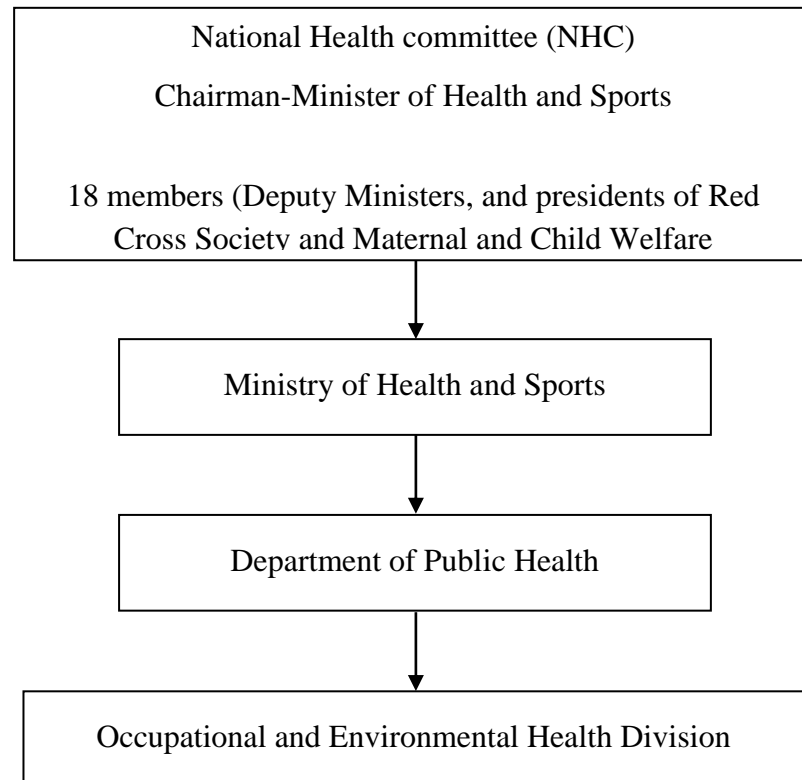 National Health committee (NHC)
Chairman-Minister of Health and Sports
18 members (Deputy Ministers, and presidents of Red
Cross Society and Maternal and Child Welfare
Ministry of Health and Sports
Department of Public Health
Occupational and Environmental Health Division